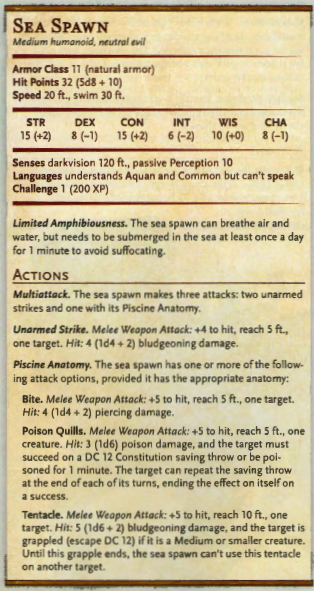 SEA SPAWN
Medium humanoid, neutral evil
Armor Class 11 (natural armor)
Hit Points 32 (5d8 + 10)
Speed 20 ft., swim 30 ft.
STR DEX CON INT WIS CHA
15 (+2) 8 (−1) 15 (+2) 6 (−2) 10 (+0) 8 (−1)
Senses darkvision 120 ft., passive Perception 10
Languages understands Aquan and Common but can't speak
Challenge 1 (200 XP)
Limited Amphibiousness. The sea spawn can breathe air and
water, but needs to be submerged in the sea at least once a day
for 1 minute to avoid suffocating.
ACTIONS
Multiattack. The sea spawn makes three attacks: two unarmed
strikes and one with its Piscine Anatomy.
Unarmed Strike. Melee Weapon Attack: +4 to hit, reach 5 ft.,
one target. Hit: 4 (1d4 + 2) bludgeoning damage.
Piscine Anatomy. The sea spawn has one or more of the follow-
ing attack options, provided it has the appropriate anatomy:
Bite. Melee Weapon Attack: +5 to hit, reach 5 ft., one target.
Hit: 4 (1d4 + 2) piercing damage.
Poison Quills. Melee Weapon Attack: +5 to hit, reach 5 ft., one
creature. Hit: 3 (1d6) poison damage, and the target must
succeed on a DC 12 Constitution saving throw or be poi-
soned for 1 minute. The target can repeat the saving throw
at the end of each of its turns, ending the effect on itself on
a success.
Tentacle. Melee Weapon Attack: +5 to hit, reach 10 ft., one
target. Hit: 5 (1d6 + 2) bludgeoning damage, and the target is
grappled (escape DC 12) if it is a Medium or smaller creature.
Until this grapple ends, the sea spawn can't use this tentacle
on another target.